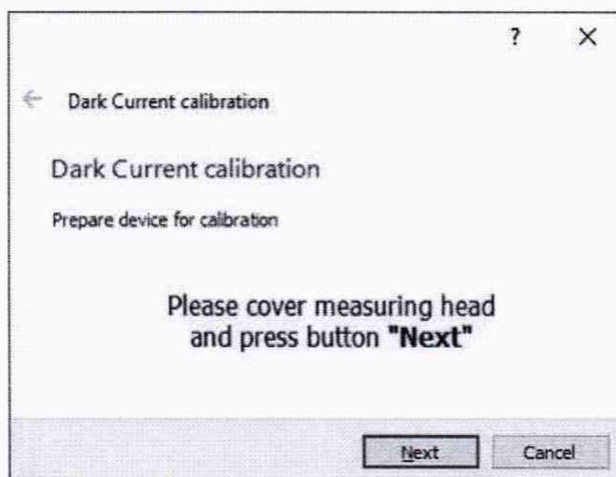 ?
Dark Current calibration
Dark Current calibration
Prepare device for calibration
Please cover measuring head
and press button "Next"
Next Cancel